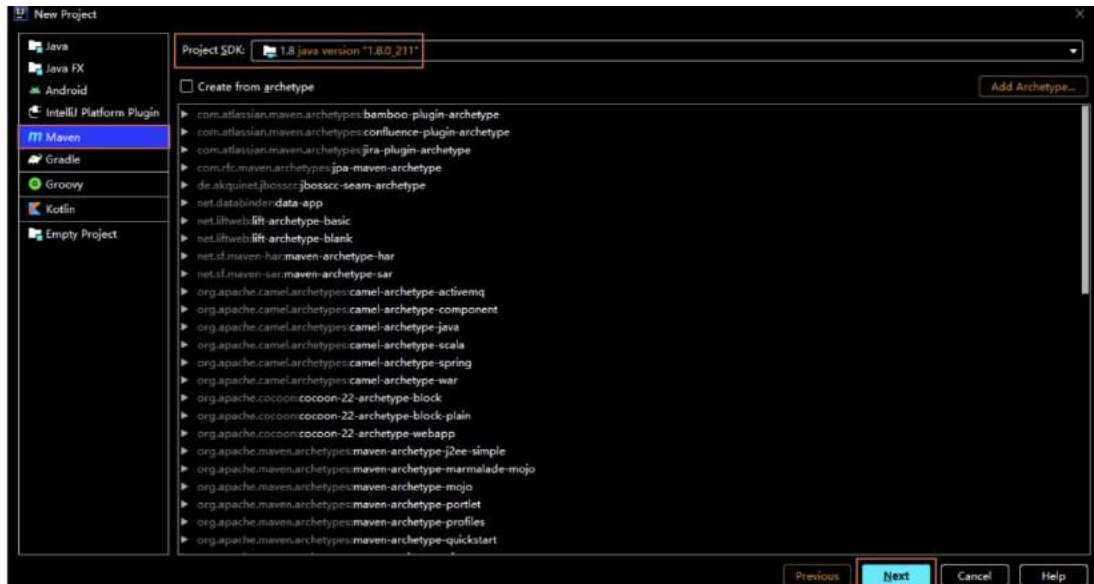 New Project
Java
Java FX
Android
IntelliJ Platform Plugin
Maven
Gradle
Groovy
Kotlin
Empty Project
Project SDK: 1.8 java version "1.8.0_211"
Create from archetype
Add Archetype...
com.atlassian.maven.archetypes:bamboo-plugin-archetype
com.atlassian.maven.archetypes:confluence-plugin-archetype
com.atlassian.maven.archetypes:jira-plugin-archetype
com.rfc.maven.archetypes:jpa-maven-archetype
de.akquinet.jbosscc:jbosscc-seam-archetype
net.databinder:data-app
net.liftweb:lift-archetype-basic
net.liftweb:lift-archetype-blank
net.sf.maven-har:maven-archetype-har
net.sf.maven-sar:maven-archetype-sar
org.apache.camel.archetypes:camel-archetype-activemq
org.apache.camel.archetypes:camel-archetype-component
org.apache.camel.archetypes:camel-archetype-java
org.apache.camel.archetypes:camel-archetype-scala
org.apache.camel.archetypes:camel-archetype-spring
org.apache.camel.archetypes:camel-archetype-war
org.apache.cocoon:cocoon-22-archetype-block
org.apache.cocoon:cocoon-22-archetype-block-plain
org.apache.cocoon:cocoon-22-archetype-webapp
org.apache.maven.archetypes:maven-archetype-j2ee-simple
org.apache.maven.archetypes:maven-archetype-marmalade-mojo
org.apache.maven.archetypes:maven-archetype-mojo
org.apache.maven.archetypes:maven-archetype-portlet
org.apache.maven.archetypes:maven-archetype-profiles
org.apache.maven.archetypes:maven-archetype-quickstart
Previous
Next
Cancel
Help